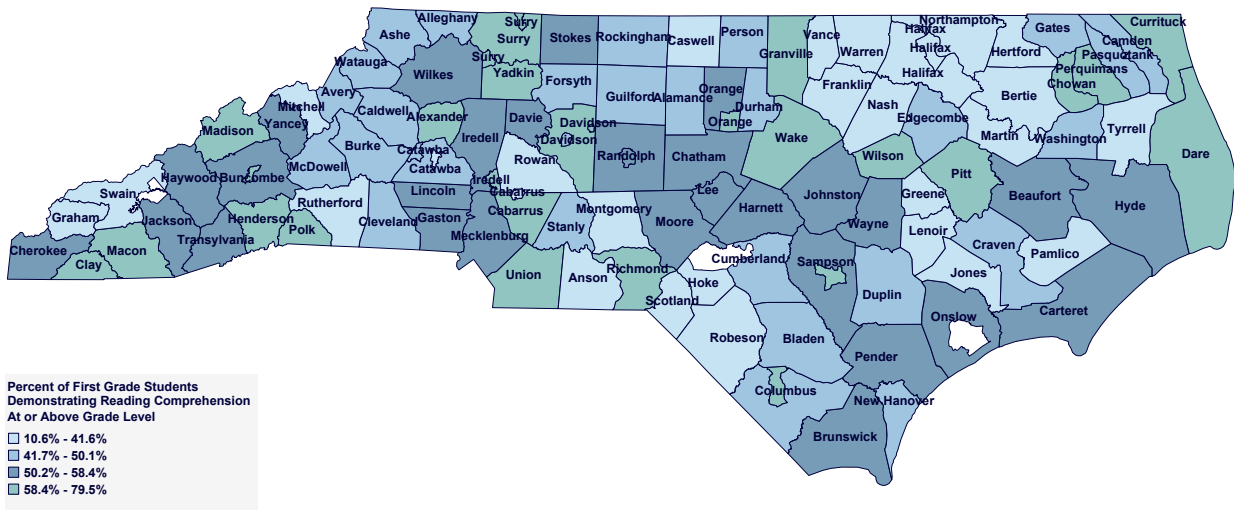 Alleghany
Surry
Northampton
Currituck
Ashe
Surry
Stokes
Rockingham
Caswell
Person
Granville
Vance
Warren
Halifax
Halifax
Halifax
Hertford
Gates
Camden
Pasquotank
Perquimans
Chowan
Watauga
Wilkes
Surry
Yadkin
Forsyth
Guilford
Alamance
Orange
Orange
Durham
Franklin
Nash
Edgecombe
Bertie
Martin
Washington
Tyrrell
Dare
Avery
Mitchell
Yancey
Caldwell
Alexander
Iredell
Davie
Davidson
Davidson
Randolph
Chatham
Wake
Wilson
Pitt
Madison
Burke
Catawba
Catawba
Rowan
McDowell
Haywood
Buncombe
Swain
Graham
Rutherford
Lincoln
Iredell
Cabarrus
Cabarrus
Lee
Johnston
Greene
Beaufort
Hyde
Jackson
Henderson
Polk
Cleveland
Gaston
Mecklenburg
Stanly
Montgomery
Moore
Harnett
Wayne
Lenoir
Craven
Pamlico
Cherokee
Clay
Macon
Transylvania
Union
Anson
Richmond
Scotland
Hoke
Cumberland
Sampson
Duplin
Jones
Onslow
Carteret
Robeson
Bladen
Pender
Columbus
New Hanover
Brunswick
Percent of First Grade Students
Demonstrating Reading Comprehension
At or Above Grade Level
10.6% - 41.6%
41.7% - 50.1%
50.2% - 58.4%
58.4% - 79.5%